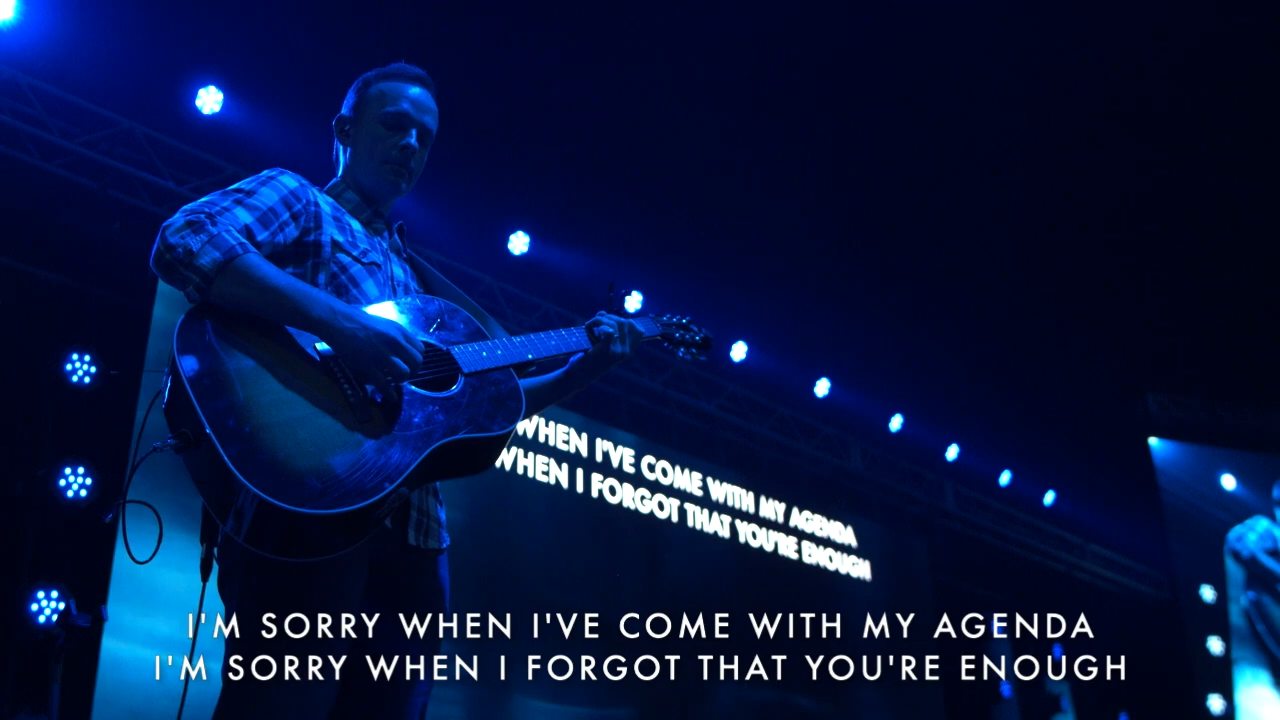 WHEN I'VE COME WITH MY AGENDA
WHEN I FORGOT THAT YOU'RE ENOUGH
I'M SORRY WHEN I'VE COME WITH MY AGENDA
I'M SORRY WHEN I FORGOT THAT YOU'RE ENOUGH